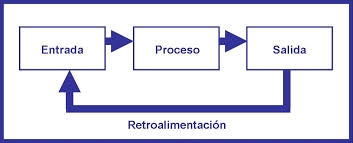 Entrada
Proceso
Salida
Retroalimentación